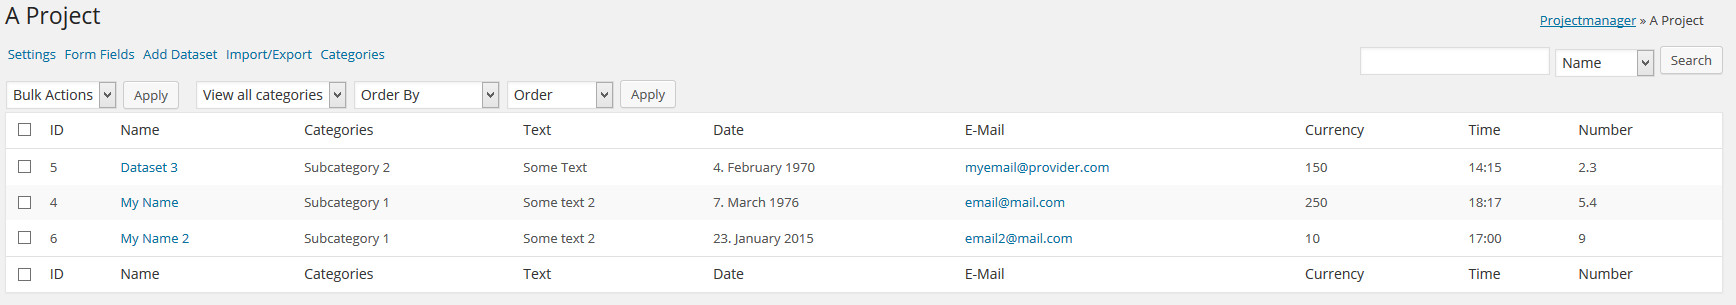 A Project
Projectmanager » A Project
Settings Form Fields Add Dataset Import/Export Categories
Name Search
Bulk Actions Apply View all categories Order By Order Apply
ID Name Categories Text Date E-Mail Currency Time Number
5 Dataset 3 Subcategory 2 Some Text 4. February 1970 myemail@provider.com 150 14:15 2.3
4 My Name Subcategory 1 Some text 2 7. March 1976 email@mail.com 250 18:17 5.4
6 My Name 2 Subcategory 1 Some text 2 23. January 2015 email2@mail.com 10 17:00 9
ID Name Categories Text Date E-Mail Currency Time Number